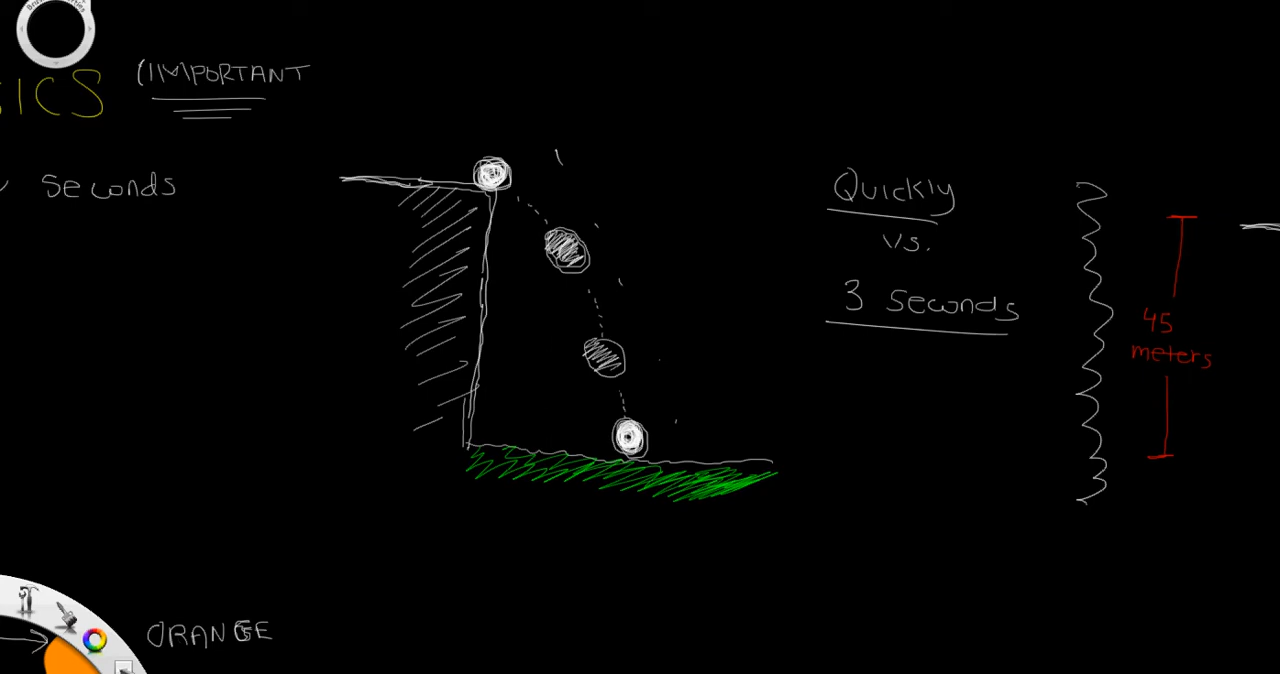 SICS (IMPORTANT
Seconds
Quickly
vs.
3 Seconds
45
meters
ORANGE